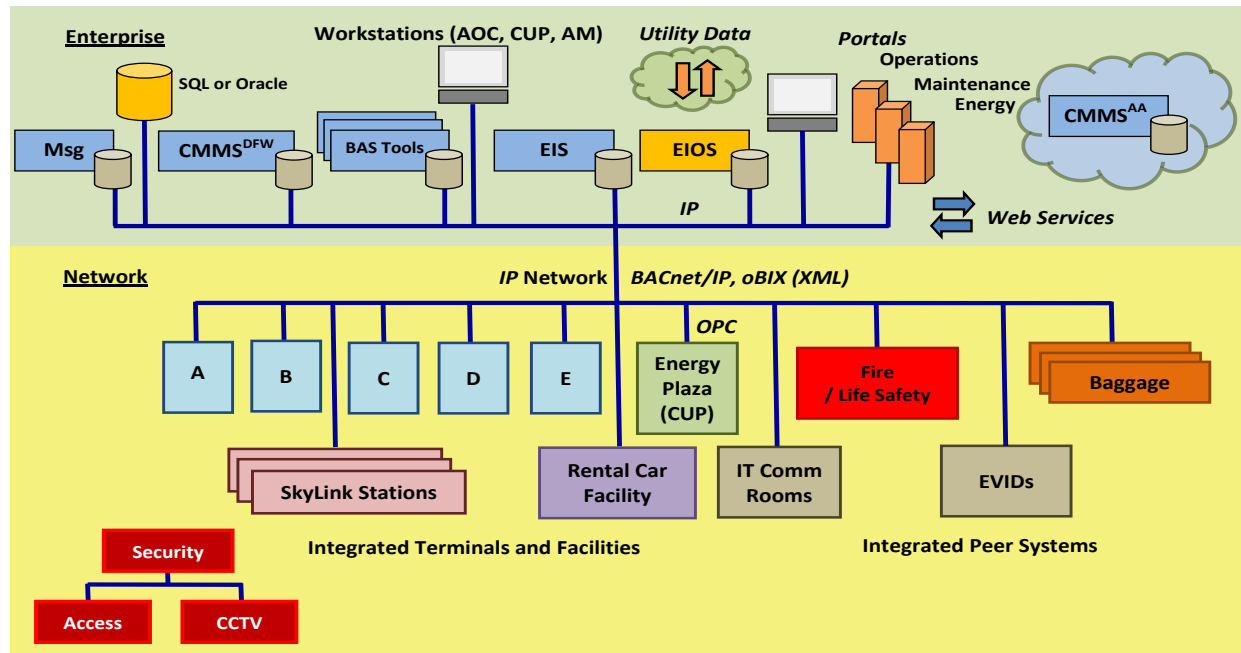 Enterprise
Workstations (AOC, CUP, AM)
Utility Data
Portals
Operations
Maintenance
Energy
SQL or Oracle
Msg
CMMSDFW
BAS Tools
EIS
EIOS
CMMSAA
IP
Web Services
Network
IP Network
BACnet/IP, oBIX (XML)
OPC
A
B
C
D
E
Energy
Plaza
(CUP)
Fire
/ Life Safety
Baggage
SkyLink Stations
Rental Car
Facility
IT Comm
Rooms
EVIDs
Integrated Terminals and Facilities
Integrated Peer Systems
Security
Access
CCTV